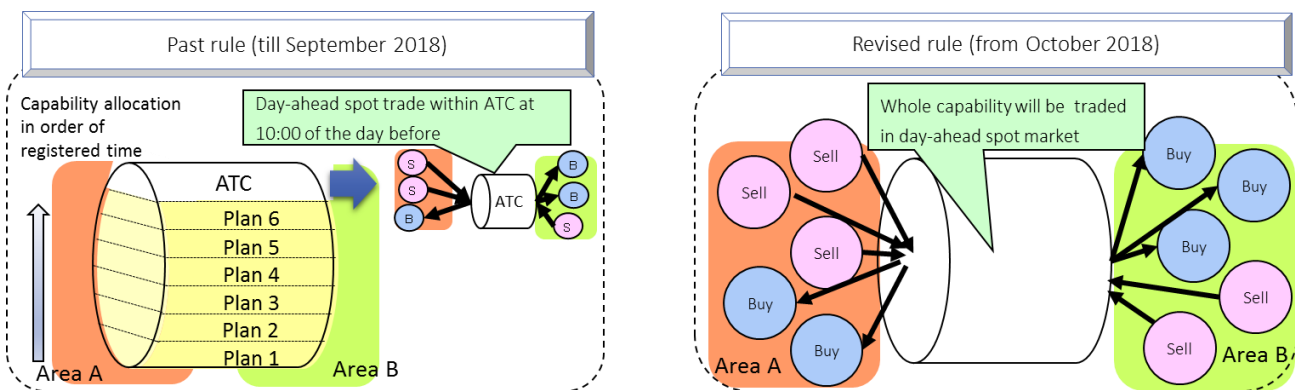 Past rule (till September 2018)
Capability allocation
in order of
registered time
Day-ahead spot trade within ATC at
10:00 of the day before
ATC
Plan 6
Plan 5
Plan 4
Plan 3
Plan 2
Plan 1
Area A
Area B
S
S
B
ATC
B
B
S
Revised rule (from October 2018)
Whole capability will be traded
in day-ahead spot market
Sell
Sell
Sell
Buy
Buy
Area A
Buy
Buy
Buy
Sell
Sell
Area B